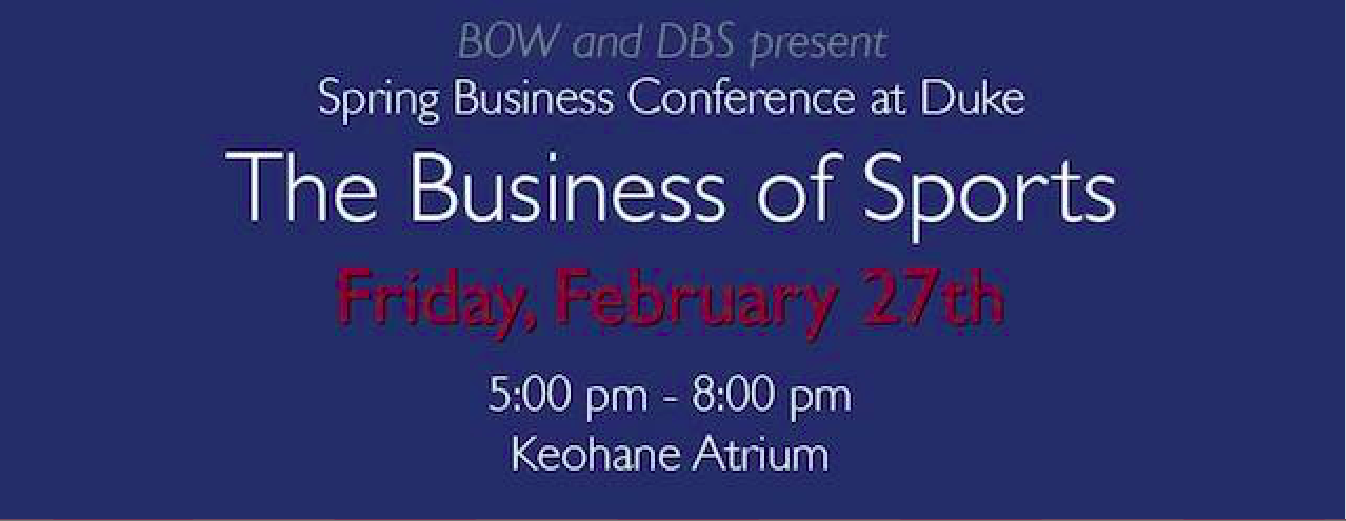 BOW and DBS present
Spring Business Conference at Duke
The Business of Sports
Friday, February 27th
5:00 pm - 8:00 pm
Keohane Atrium